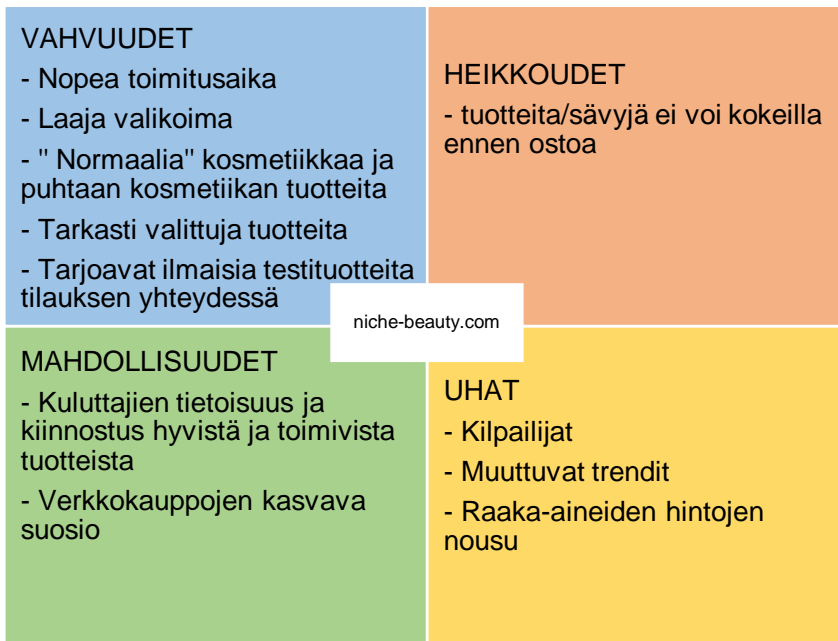 VAHVUUDET
- Nopea toimitusaika
- Laaja valikoima
- " Normaalia" kosmetiikkaa ja
puhtaan kosmetiikan tuotteita
- Tarkasti valittuja tuotteita
- Tarjoavat ilmaisia testituotteita
tilauksen yhteydessä
HEIKKOUDET
- tuotteita/sävyjä ei voi kokeilla
ennen ostoa
niche-beauty.com
MAHDOLLISUUDET
- Kuluttajien tietoisuus ja
kiinnostus hyvistä ja toimivista
tuotteista
- Verkkokauppojen kasvava
suosio
UHAT
- Kilpailijat
- Muuttuvat trendit
- Raaka-aineiden hintojen
nousu